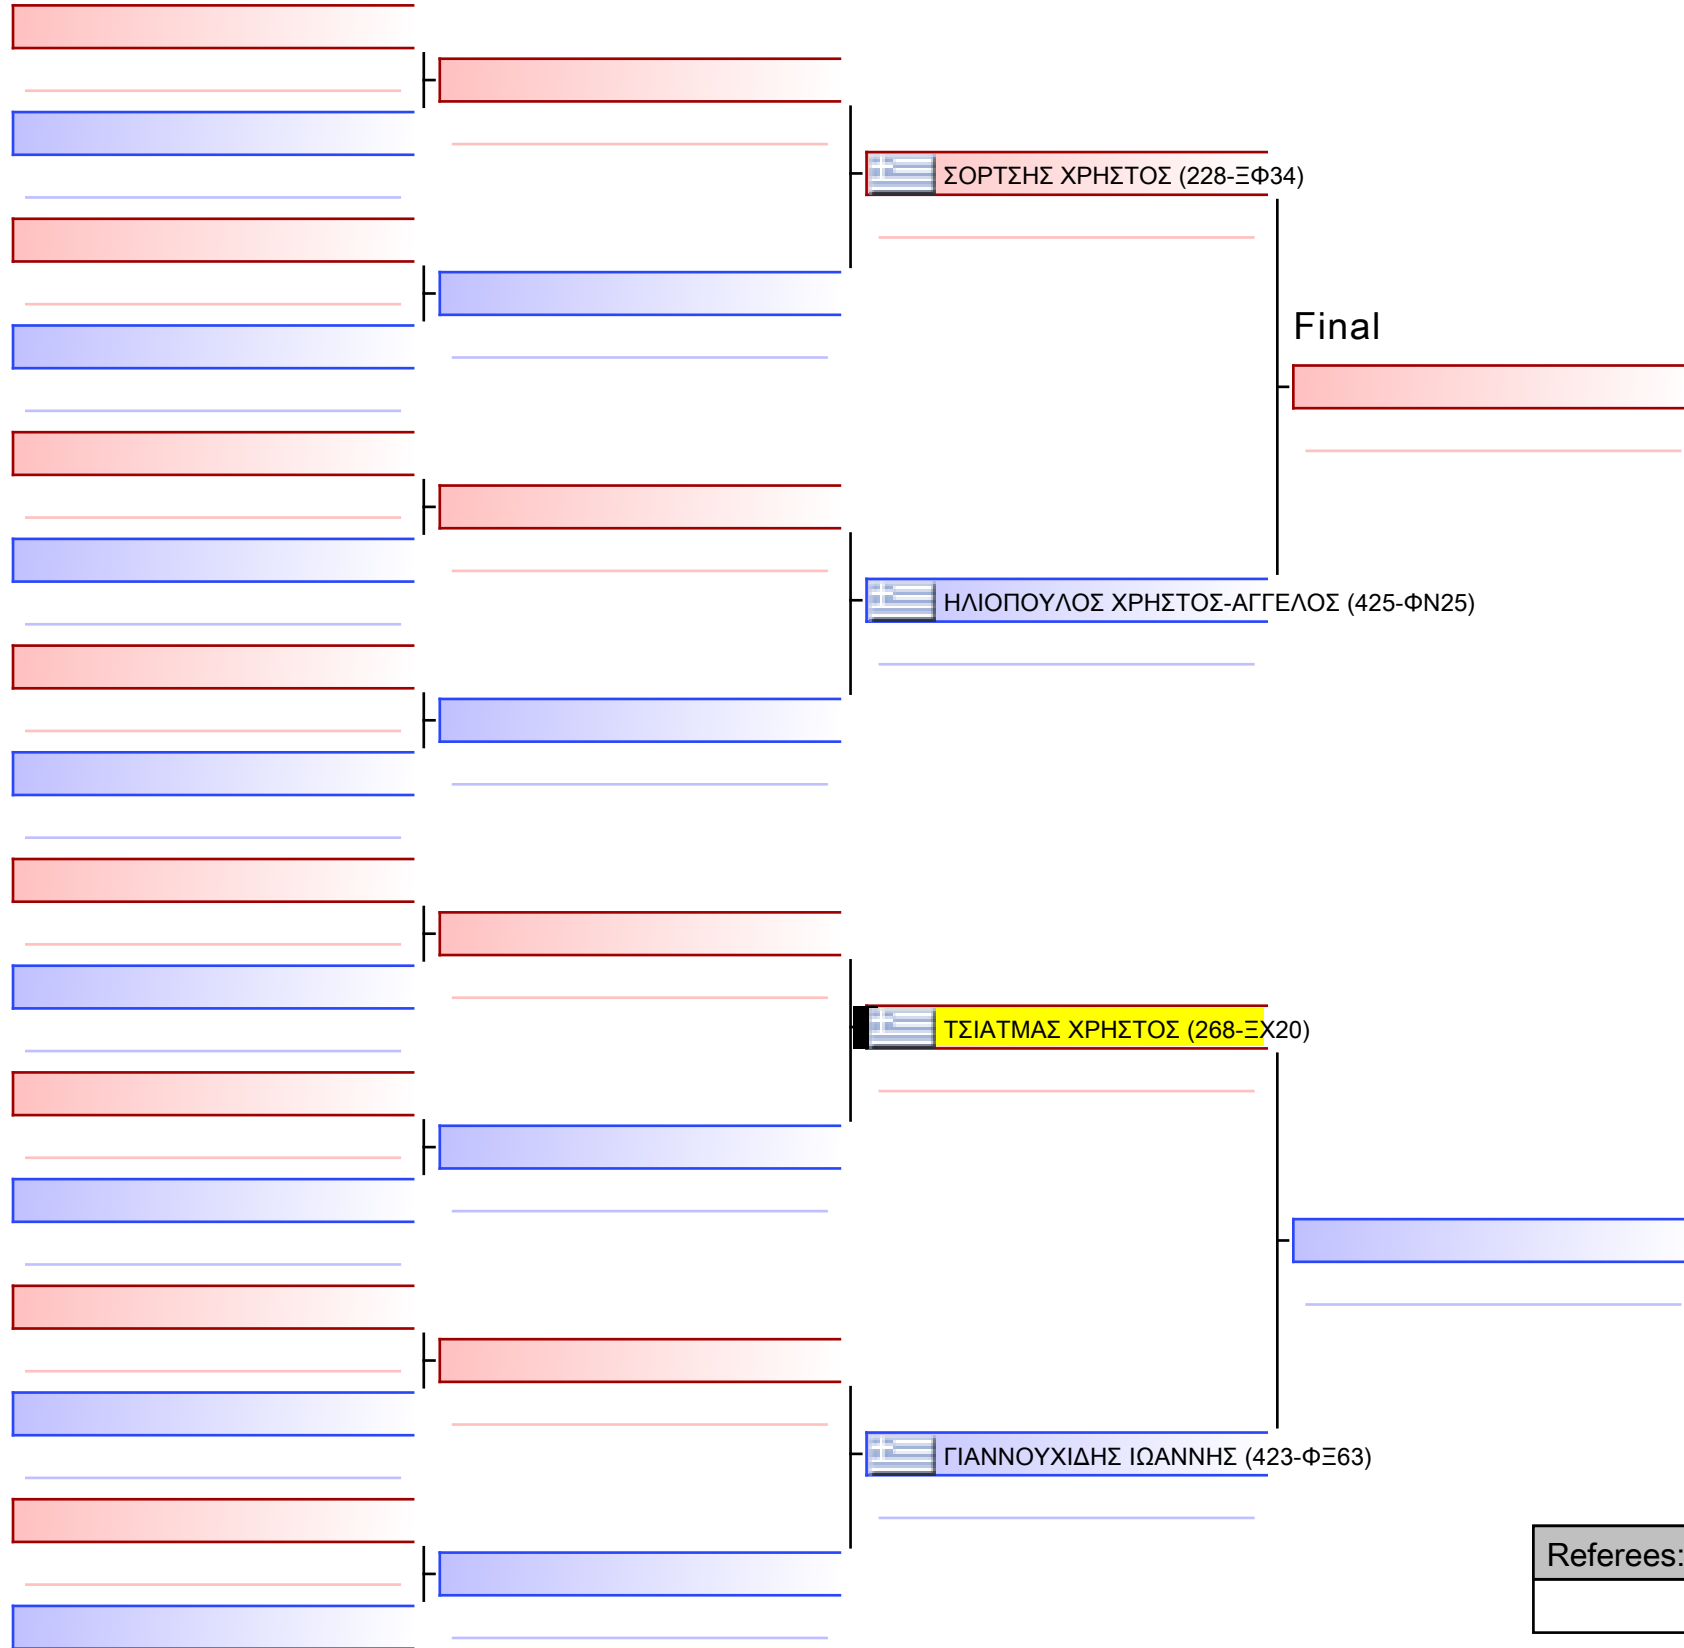 ΣΟΡΤΣΗΣ ΧΡΗΣΤΟΣ (228-ΞΦ34)
Final
ΗΛΙΟΠΟΥΛΟΣ ΧΡΗΣΤΟΣ-ΑΓΓΕΛΟΣ (425-ΦΝ25)
ΤΣΙΑΤΜΑΣ ΧΡΗΣΤΟΣ (268-ΞΧ20)
ΓΙΑΝΝΟΥΧΙΔΗΣ ΙΩΑΝΝΗΣ (423-ΦΞ63)
Referees: